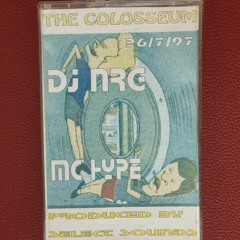 THE COLOSSEUM
26/7/97
DJ NRG
MC HYPE
PRODUCED BY
SELECT SOUNDS